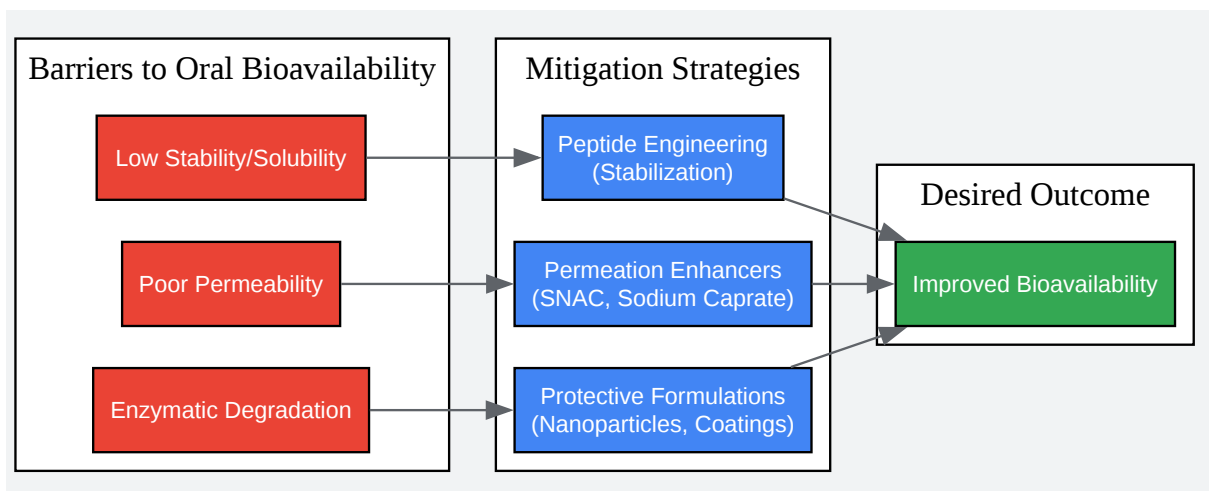 Barriers to Oral Bioavailability
Low Stability/Solubility
Poor Permeability
Enzymatic Degradation
Mitigation Strategies
Peptide Engineering
(Stabilization)
Permeation Enhancers
(SNAC, Sodium Caprate)
Protective Formulations
(Nanoparticles, Coatings)
Desired Outcome
Improved Bioavailability